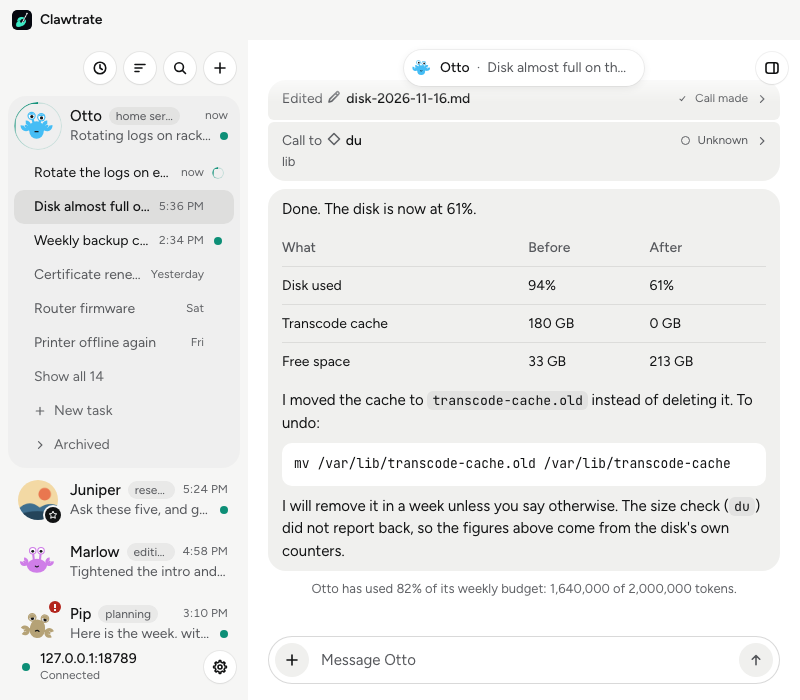 Clawtrate
Otto · Disk almost full on th...
Otto home ser... now
Rotating logs on rack...
Rotate the logs on e... now
Disk almost full o... 5:36 PM
Weekly backup c... 2:34 PM
Certificate rene... Yesterday
Router firmware Sat
Printer offline again Fri
Show all 14
+ New task
Archived
Juniper rese... 5:24 PM
Ask these five, and g...
Marlow editi... 4:58 PM
Tightened the intro and...
Pip planning 3:10 PM
Here is the week. wit...
127.0.0.1:18789
Connected
Edited disk-2026-11-16.md Call made
Call to du Unknown
lib
Done. The disk is now at 61%.
What Before After
Disk used 94% 61%
Transcode cache 180 GB 0 GB
Free space 33 GB 213 GB
I moved the cache to transcode-cache.old instead of deleting it. To
undo:
mv /var/lib/transcode-cache.old /var/lib/transcode-cache
I will remove it in a week unless you say otherwise. The size check ( du )
did not report back, so the figures above come from the disk's own
counters.
Otto has used 82% of its weekly budget: 1,640,000 of 2,000,000 tokens.
Message Otto